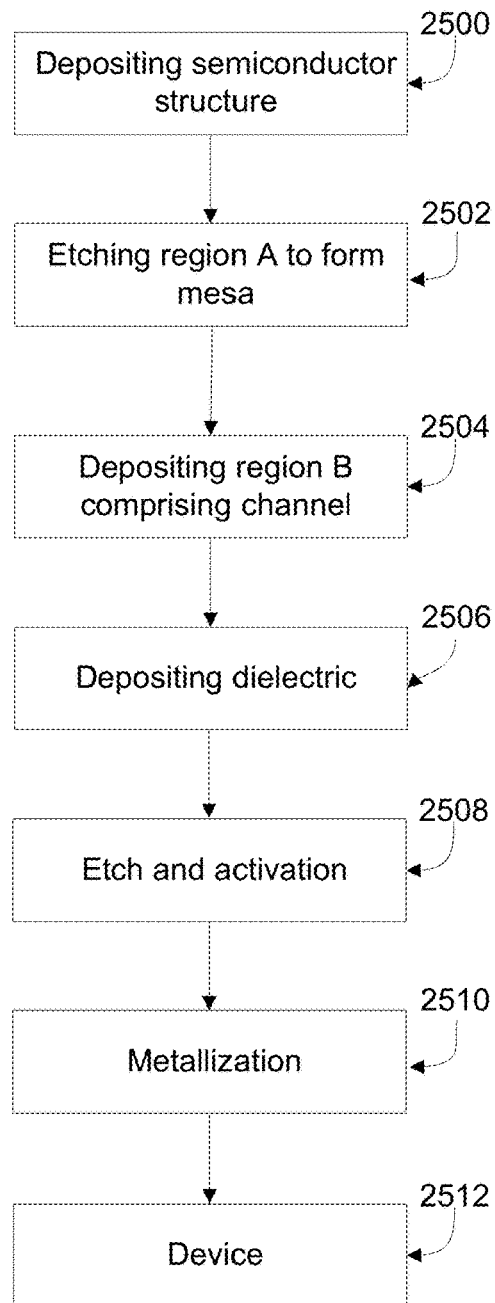 2500
Depositing semiconductor
structure
2502
Etching region A to form
mesa
2504
Depositing region B
comprising channel
2506
Depositing dielectric
2508
Etch and activation
2510
Metallization
2512
Device